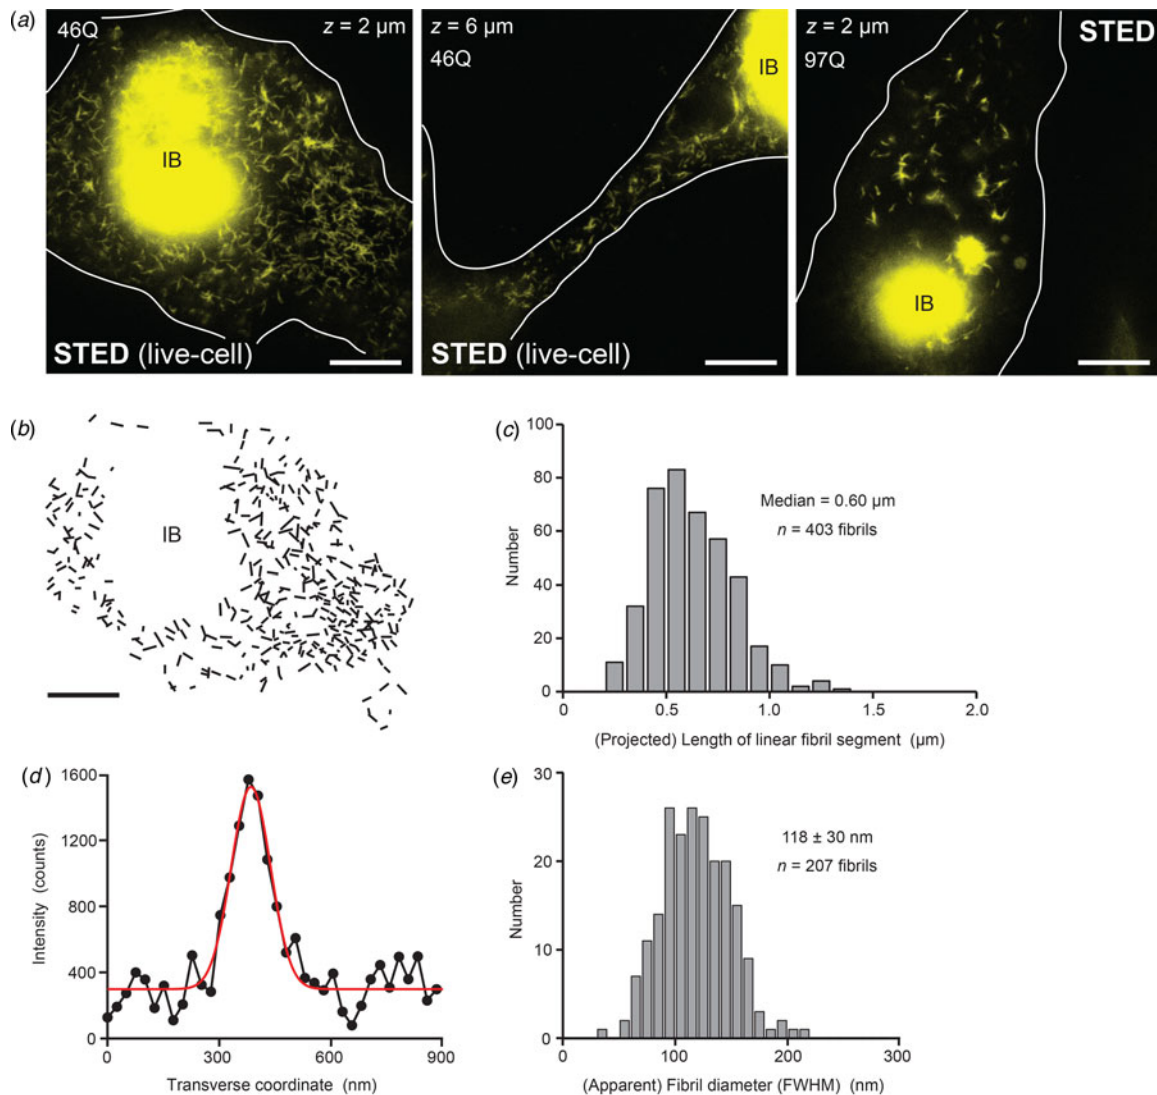 (a)
46Q
z = 2 µm
IB
STED (live-cell)
z = 6 µm
46Q
IB
STED (live-cell)
z = 2 µm
97Q
STED
IB
(b)
IB
(c)
100
80
60
40
20
0
Number
Median = 0.60 µm
n = 403 fibrils
0
0.5
1.0
1.5
2.0
(Projected) Length of linear fibril segment (µm)
(d)
1600
1200
800
400
0
Intensity (counts)
0
300
600
900
Transverse coordinate (nm)
(e)
30
20
10
0
Number
118 ± 30 nm
n = 207 fibrils
0
100
200
300
(Apparent) Fibril diameter (FWHM) (nm)